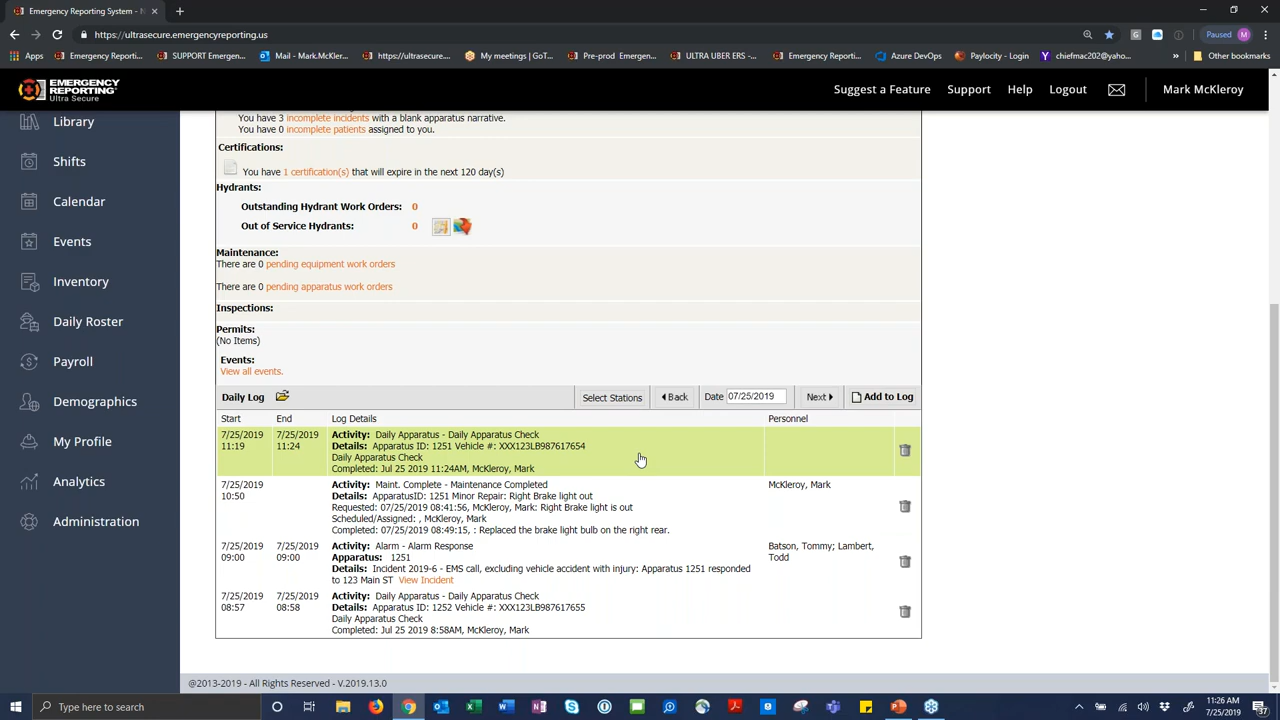 Emergency Reporting System - N
https://ultrasecure.emergencyreporting.us
Paused
M
Apps
Emergency Reporti...
SUPPORT Emergen...
Mail - Mark.McKler...
https://ultrasecure...
My meetings | GoT...
Pre-prod Emergen...
ULTRA UBER ERS -...
Emergency Reporti...
Azure DevOps
Paylocity - Login
chiefmac202@yaho...
Other bookmarks
EMERGENCY
REPORTING
Ultra Secure
Suggest a Feature
Support
Help
Logout
Mark McKleroy
Library
Shifts
Calendar
Events
Inventory
Daily Roster
Payroll
Demographics
My Profile
Analytics
Administration
You have 3 incomplete incidents with a blank apparatus narrative.
You have 0 incomplete patients assigned to you.
Certifications:
You have 1 certification(s) that will expire in the next 120 day(s)
Hydrants:
Outstanding Hydrant Work Orders: 0
Out of Service Hydrants: 0
Maintenance:
There are 0 pending equipment work orders
There are 0 pending apparatus work orders
Inspections:
Permits:
(No Items)
Events:
View all events.
Daily Log
Select Stations
Back
Date 07/25/2019
Next
Add to Log
Start End Log Details Personnel
7/25/2019 11:19
7/25/2019 11:24
Activity: Daily Apparatus - Daily Apparatus Check
Details: Apparatus ID: 1251 Vehicle #: XXX123LB987617654
Daily Apparatus Check
Completed: Jul 25 2019 11:24AM, McKleroy, Mark
7/25/2019 10:50
Activity: Maint. Complete - Maintenance Completed
Details: ApparatusID: 1251 Minor Repair: Right Brake light out
Requested: 07/25/2019 08:41:56, McKleroy, Mark: Right Brake light is out
Scheduled/Assigned: , McKleroy, Mark
Completed: 07/25/2019 08:49:15, : Replaced the brake light bulb on the right rear.
McKleroy, Mark
7/25/2019 09:00
7/25/2019 09:00
Activity: Alarm - Alarm Response
Apparatus: 1251
Details: Incident 2019-6 - EMS call, excluding vehicle accident with injury: Apparatus 1251 responded
to 123 Main ST View Incident
Batson, Tommy; Lambert,
Todd
7/25/2019 08:57
7/25/2019 08:58
Activity: Daily Apparatus - Daily Apparatus Check
Details: Apparatus ID: 1252 Vehicle #: XXX123LB987617655
Daily Apparatus Check
Completed: Jul 25 2019 8:58AM, McKleroy, Mark
@2013-2019 - All Rights Reserved - V.2019.13.0
Type here to search
11:26 AM
7/25/2019